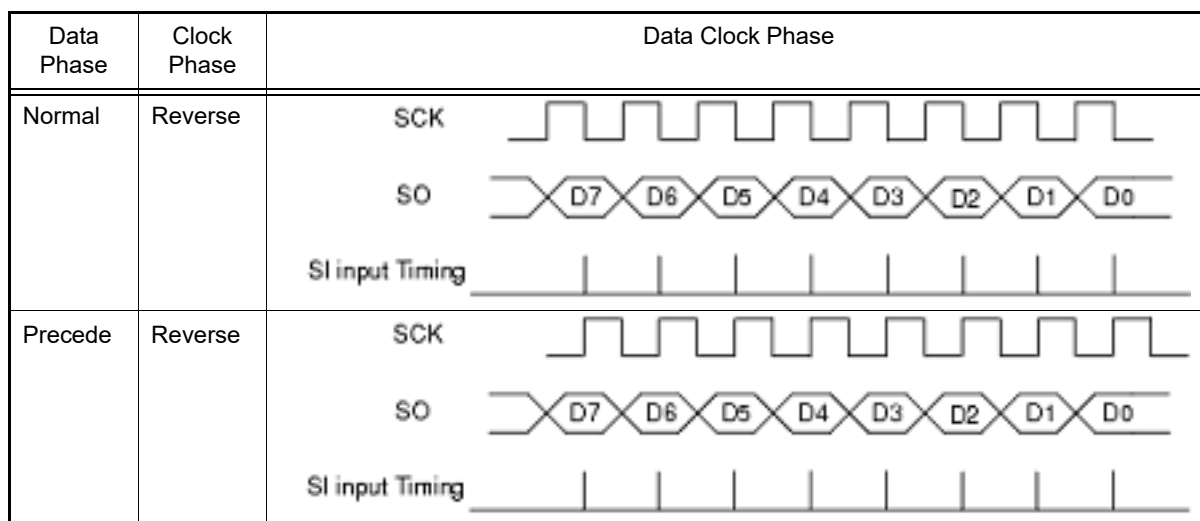 Data
Phase
Clock
Phase
Data Clock Phase
Normal
Reverse
SCK
SO
D7 D6 D5 D4 D3 D2 D1 D0
SI input Timing
Precede
Reverse
SCK
SO
D7 D6 D5 D4 D3 D2 D1 D0
SI input Timing